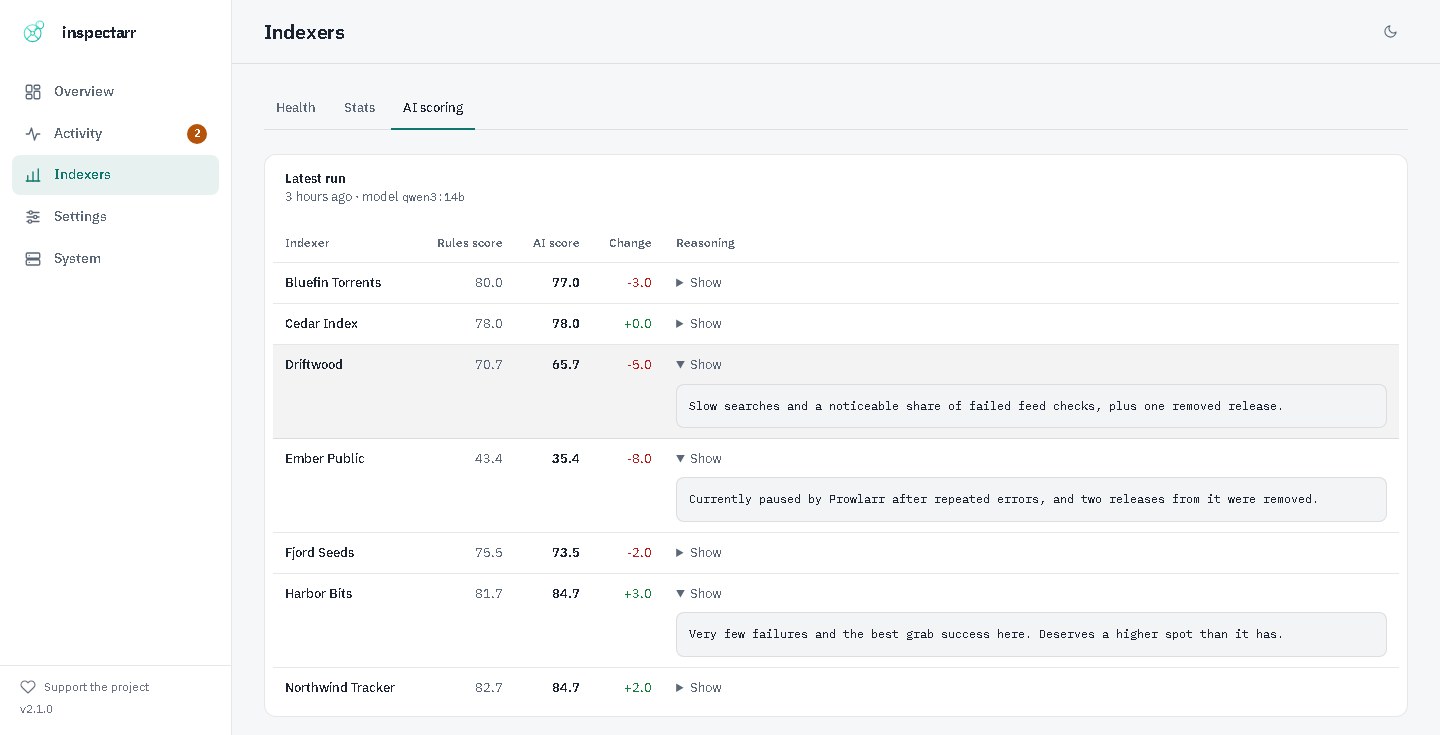 inspectarr
Indexers
Overview
Activity
2
Indexers
Settings
System
Support the project
v2.1.0
Health Stats AI scoring
Latest run
3 hours ago · model qwen3:14b
Indexer Rules score AI score Change Reasoning
Bluefin Torrents 80.0 77.0 -3.0 Show
Cedar Index 78.0 78.0 +0.0 Show
Driftwood 70.7 65.7 -5.0 Show
Slow searches and a noticeable share of failed feed checks, plus one removed release.
Ember Public 43.4 35.4 -8.0 Show
Currently paused by Prowlarr after repeated errors, and two releases from it were removed.
Fjord Seeds 75.5 73.5 -2.0 Show
Harbor Bits 81.7 84.7 +3.0 Show
Very few failures and the best grab success here. Deserves a higher spot than it has.
Northwind Tracker 82.7 84.7 +2.0 Show